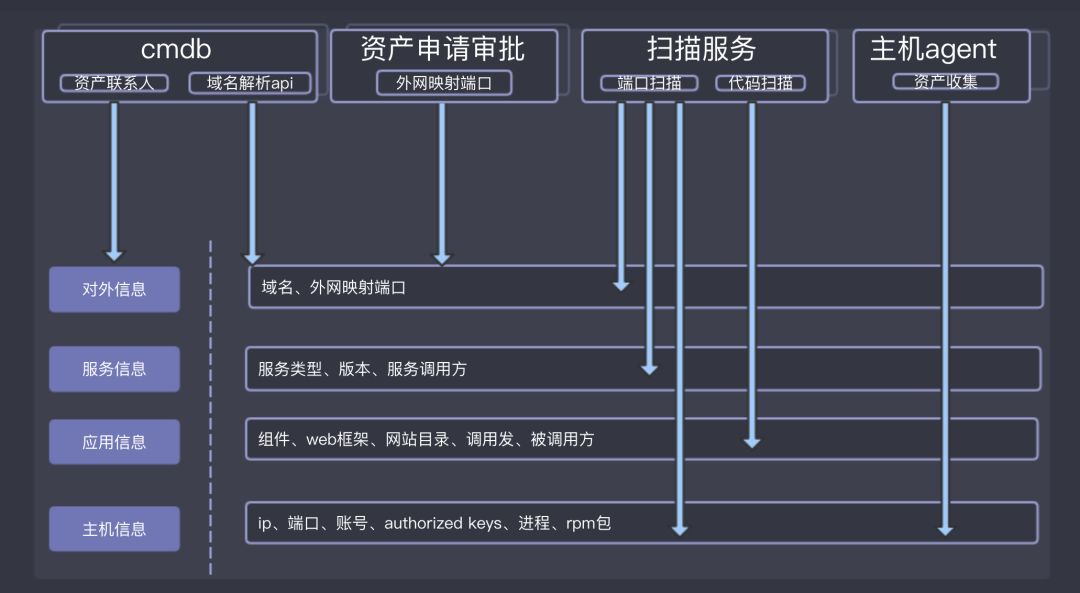 cmdb
资产联系人
域名解析api
资产申请审批
外网映射端口
扫描服务
端口扫描
代码扫描
主机agent
资产收集
对外信息
域名、外网映射端口
服务信息
服务类型、版本、服务调用方
应用信息
组件、web框架、网站目录、调用发、被调用方
主机信息
ip、端口、账号、authorized keys、进程、rpm包